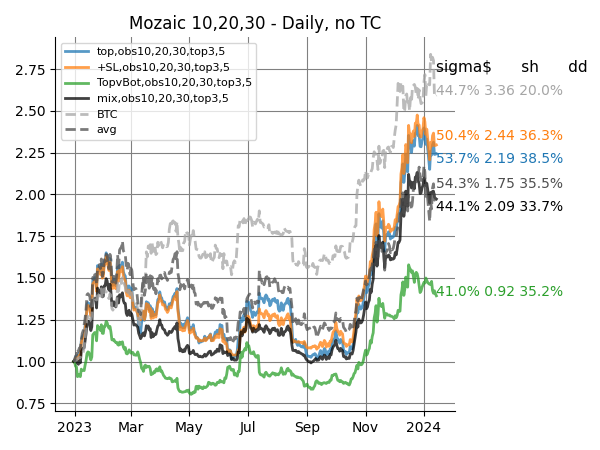 Mozaic 10,20,30 - Daily, no TC
top,obs10,20,30,top3,5
+SL,obs10,20,30,top3,5
TopvBot,obs10,20,30,top3,5
mix,obs10,20,30,top3,5
BTC
avg
sigma$ sh dd
44.7% 3.36 20.0%
50.4% 2.44 36.3%
53.7% 2.19 38.5%
54.3% 1.75 35.5%
44.1% 2.09 33.7%
41.0% 0.92 35.2%
2.75
2.50
2.25
2.00
1.75
1.50
1.25
1.00
0.75
2023 Mar May Jul Sep Nov 2024